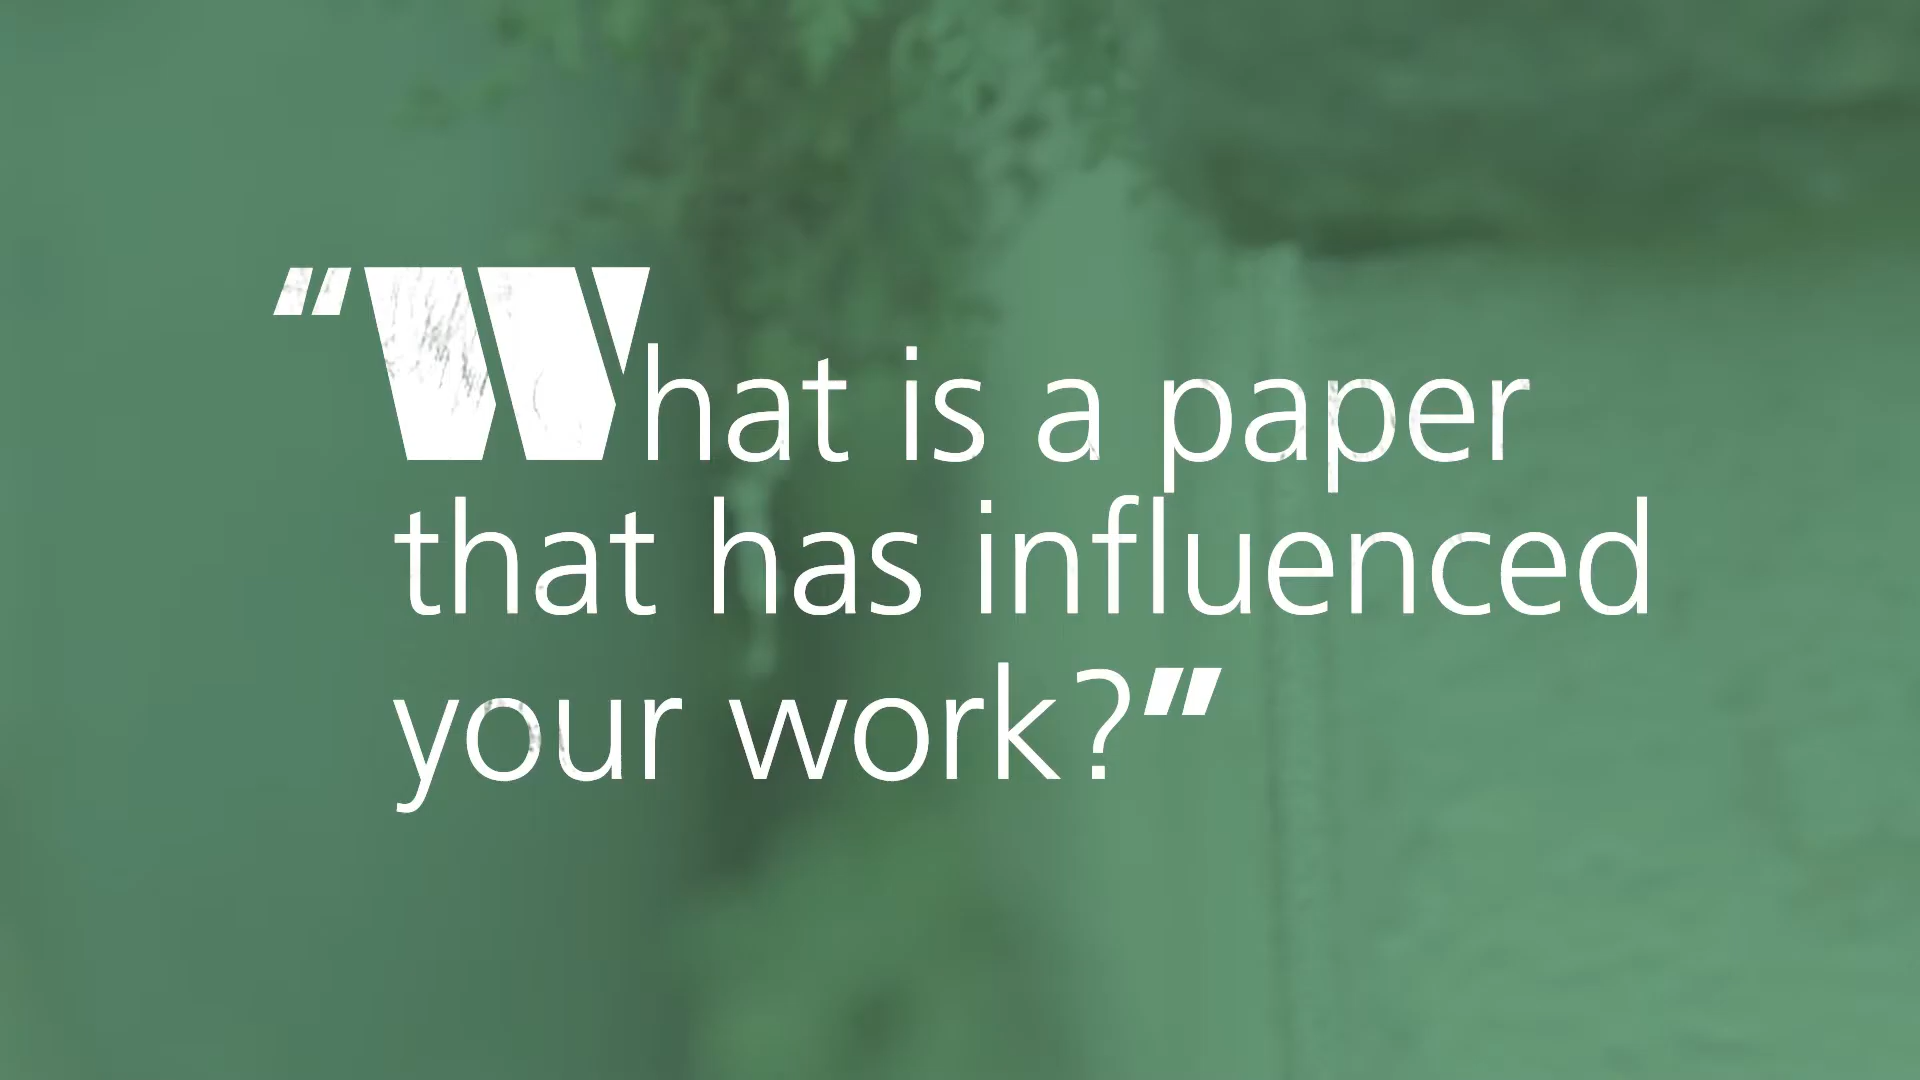 “What is a paper
that has influenced
your work?”